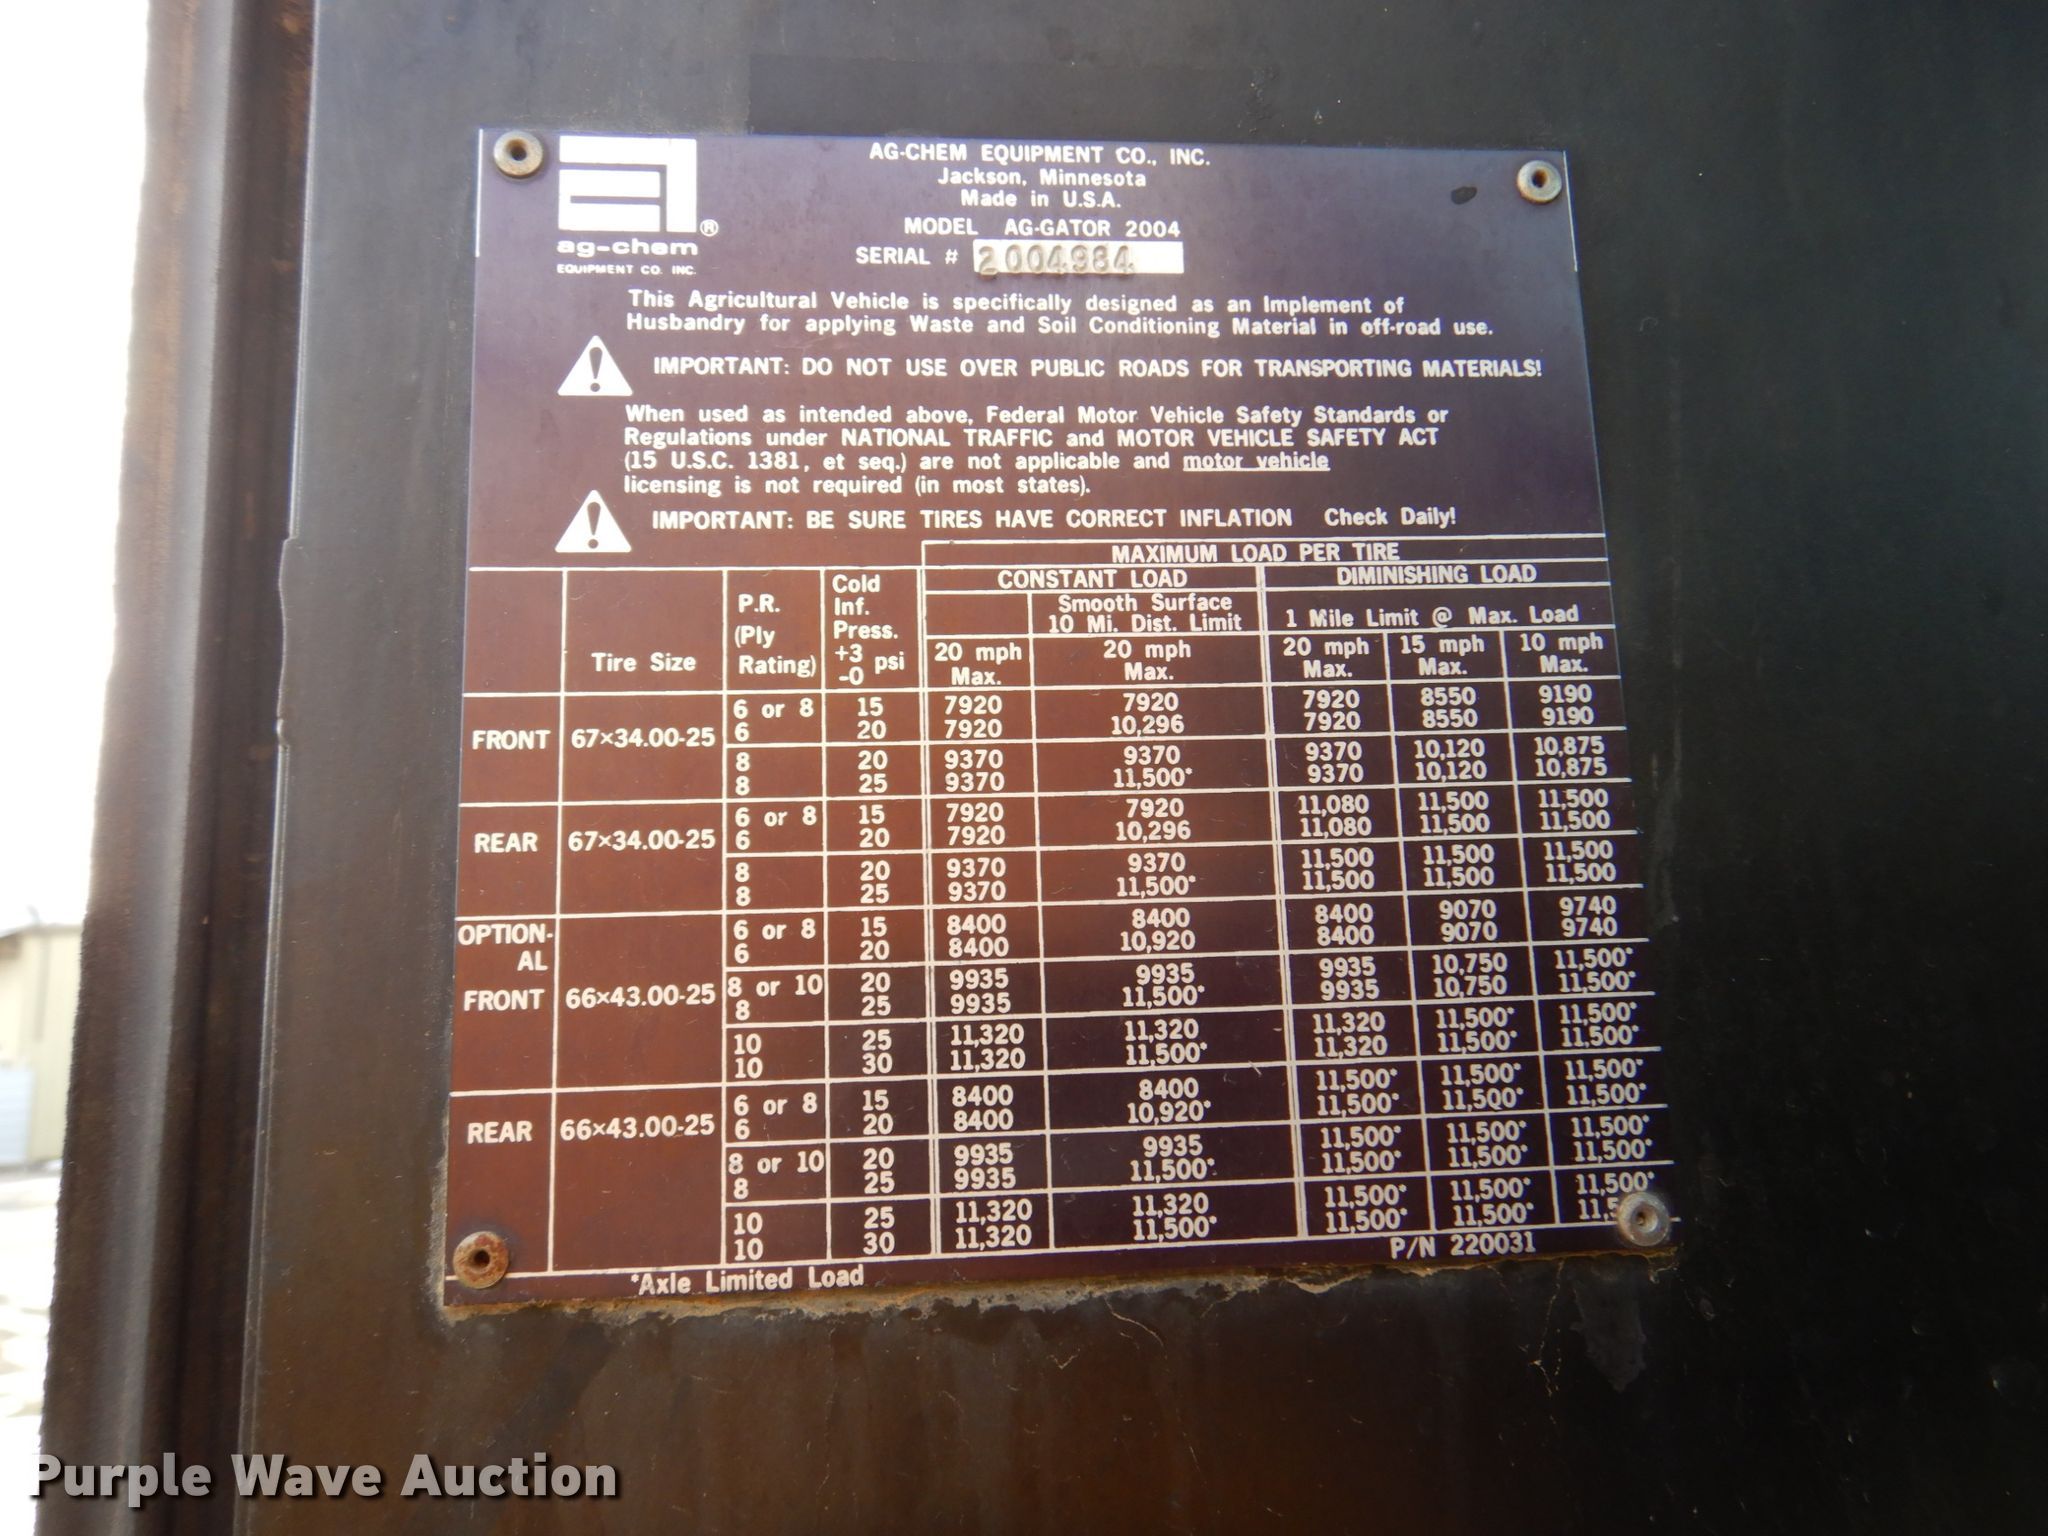 AG-CHEM EQUIPMENT CO., INC.
Jackson, Minnesota
Made in U.S.A.
MODEL AG-GATOR 2004
SERIAL # 2004984
®
ag-chem
EQUIPMENT CO. INC.
This Agricultural Vehicle is specifically designed as an Implement of
Husbandry for applying Waste and Soil Conditioning Material in off-road use.
IMPORTANT: DO NOT USE OVER PUBLIC ROADS FOR TRANSPORTING MATERIALS!
When used as intended above, Federal Motor Vehicle Safety Standards or
Regulations under NATIONAL TRAFFIC and MOTOR VEHICLE SAFETY ACT
(15 U.S.C. 1381, et seq.) are not applicable and motor vehicle
licensing is not required (in most states).
IMPORTANT: BE SURE TIRES HAVE CORRECT INFLATION Check Daily!
MAXIMUM LOAD PER TIRE
CONSTANT LOAD DIMINISHING LOAD
Tire Size
P.R.
(Ply
Rating)
Cold
Inf.
Press.
+3
-0 psi
Smooth Surface
10 Mi. Dist. Limit
1 Mile Limit @ Max. Load
20 mph 20 mph 20 mph 15 mph 10 mph
Max. Max. Max. Max. Max.
FRONT 67×34.00-25
6 or 8 15 7920 7920 7920 8550 9190
6 20 7920 10,296 7920 8550 9190
8 20 9370 9370 9370 10,120 10,875
8 25 9370 11,500* 9370 10,120 10,875
REAR 67×34.00-25
6 or 8 15 7920 7920 11,080 11,500 11,500
6 20 7920 10,296 11,080 11,500 11,500
8 20 9370 9370 11,500 11,500 11,500
8 25 9370 11,500* 11,500 11,500 11,500
OPTION-
AL
FRONT 66×43.00-25
6 or 8 15 8400 8400 8400 9070 9740
6 20 8400 10,920 8400 9070 9740
8 or 10 20 9935 9935 9935 10,750 11,500*
8 25 9935 11,500* 9935 10,750 11,500*
10 25 11,320 11,320 11,320 11,500* 11,500*
10 30 11,320 11,500* 11,320 11,500* 11,500*
REAR 66×43.00-25
6 or 8 15 8400 8400 11,500* 11,500* 11,500*
6 20 8400 10,920* 11,500* 11,500* 11,500*
8 or 10 20 9935 9935 11,500* 11,500* 11,500*
8 25 9935 11,500* 11,500* 11,500* 11,500*
10 25 11,320 11,320 11,500* 11,500* 11,500*
10 30 11,320 11,500* 11,500* 11,500*
P/N 220031
*Axle Limited Load
Purple Wave Auction